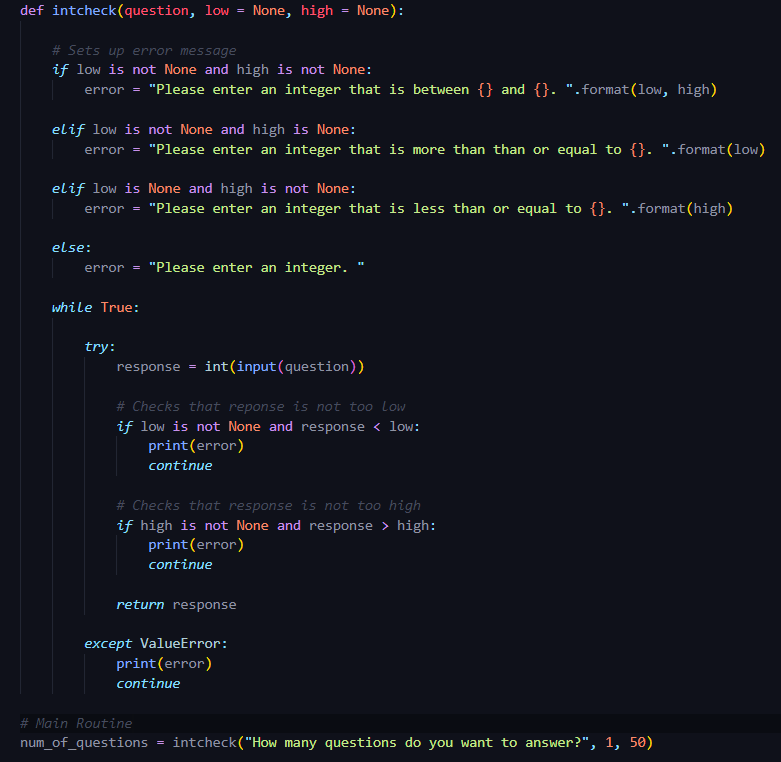 def intcheck(question, low = None, high = None):
# Sets up error message
if low is not None and high is not None:
error = "Please enter an integer that is between {} and {}. ".format(low, high)
elif low is not None and high is None:
error = "Please enter an integer that is more than than or equal to {}. ".format(low)
elif low is None and high is not None:
error = "Please enter an integer that is less than or equal to {}. ".format(high)
else:
error = "Please enter an integer. "
while True:
try:
response = int(input(question))
# Checks that reponse is not too low
if low is not None and response < low:
print(error)
continue
# Checks that response is not too high
if high is not None and response > high:
print(error)
continue
return response
except ValueError:
print(error)
continue
# Main Routine
num_of_questions = intcheck("How many questions do you want to answer?", 1, 50)